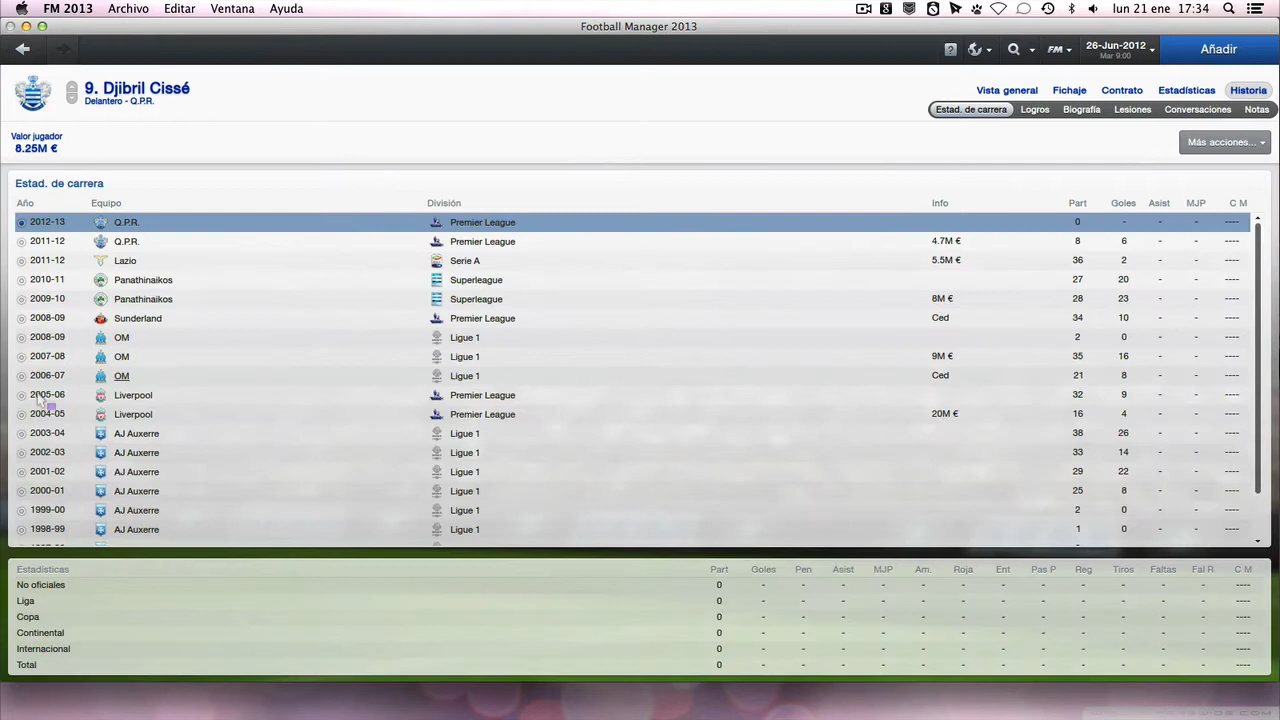 FM 2013 Archivo Editar Ventana Ayuda lun 21 ene 17:34
Football Manager 2013
FM 26-Jun-2012 Mar 9:00 Añadir
9. Djibril Cissé
Delantero - Q.P.R.
Vista general Fichaje Contrato Estadísticas Historia
Estad. de carrera Logros Biografía Lesiones Conversaciones Notas
Valor jugador
8.25M €
Más acciones...
Estad. de carrera
Año Equipo División Info Part Goles Asist MJP C M
2012-13 Q.P.R. Premier League 0 - - - ----
2011-12 Q.P.R. Premier League 4.7M € 8 6 - - ----
2011-12 Lazio Serie A 5.5M € 36 2 - - ----
2010-11 Panathinaikos Superleague 27 20 - - ----
2009-10 Panathinaikos Superleague 8M € 28 23 - - ----
2008-09 Sunderland Premier League Ced 34 10 - - ----
2008-09 OM Ligue 1 2 0 - - ----
2007-08 OM Ligue 1 9M € 35 16 - - ----
2006-07 OM Ligue 1 Ced 21 8 - - ----
2005-06 Liverpool Premier League 32 9 - - ----
2004-05 Liverpool Premier League 20M € 16 4 - - ----
2003-04 AJ Auxerre Ligue 1 38 26 - - ----
2002-03 AJ Auxerre Ligue 1 33 14 - - ----
2001-02 AJ Auxerre Ligue 1 29 22 - - ----
2000-01 AJ Auxerre Ligue 1 25 8 - - ----
1999-00 AJ Auxerre Ligue 1 2 0 - - ----
1998-99 AJ Auxerre Ligue 1 1 0 - - ----
Estadísticas Part Goles Pen Asist MJP Am. Roja Ent Pas P Reg Tiros Faltas Fal R C M
No oficiales 0 - - - - - - - - - - - - ----
Liga 0 - - - - - - - - - - - - ----
Copa 0 - - - - - - - - - - - - ----
Continental 0 - - - - - - - - - - - - ----
Internacional 0 - - - - - - - - - - - - ----
Total 0 - - - - - - - - - - - - ----